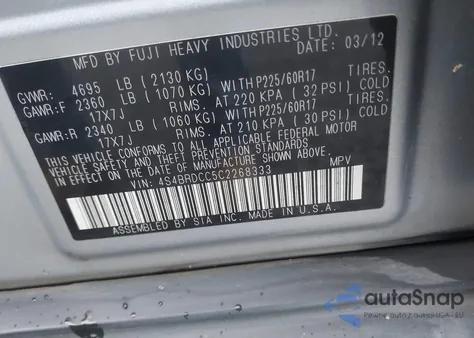 MFD BY FUJI HEAVY INDUSTRIES LTD.
DATE: 03/12
GVWR: 4695 LB (2130 KG)
GAWR:F 2360 LB (1070 KG) WITH P225/60R17 TIRES.
17X7J RIMS. AT 220 KPA (32 PSI) COLD
GAWR:R 2340 LB (1060 KG) WITH P225/60R17 TIRES.
17X7J RIMS. AT 210 KPA (30 PSI) COLD
THIS VEHICLE CONFORMS TO ALL APPLICABLE FEDERAL MOTOR
VEHICLE SAFETY STANDARDS IN EFFECT ON THE
DATE OF MANUFACTURE SHOWN ABOVE.
VIN: 4S4BRDCC5C2268333 MPV
ASSEMBLED BY SIA INC. MADE IN U.S.A.
autoSnap